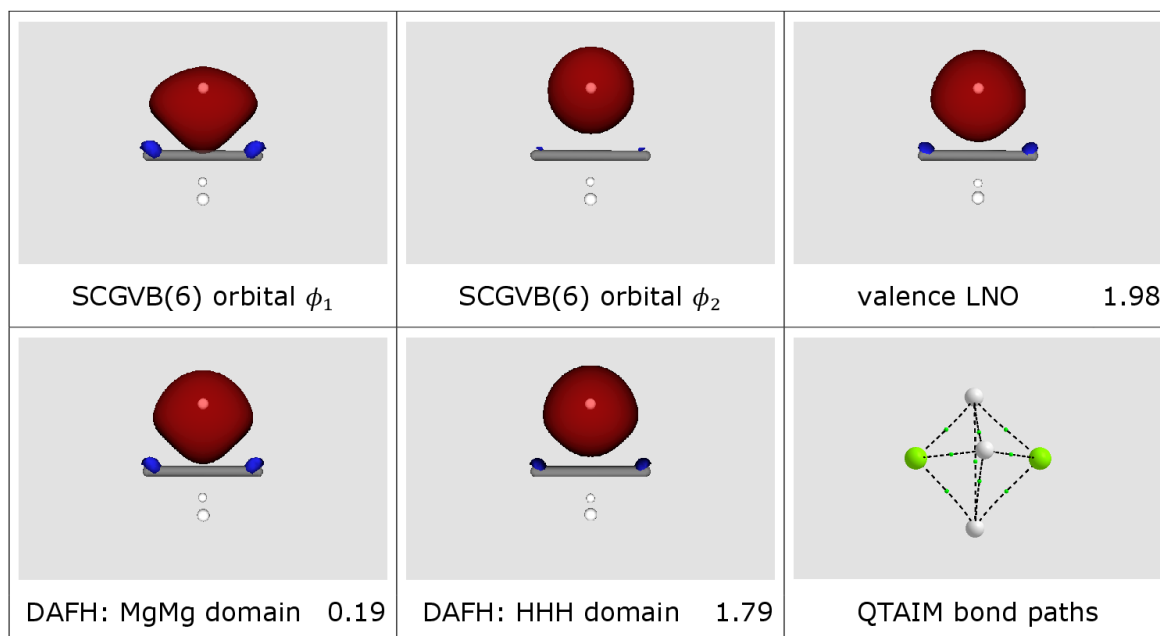 SCGVB(6) orbital ϕ₁
SCGVB(6) orbital ϕ₂
valence LNO 1.98
DAFH: MgMg domain 0.19
DAFH: HHH domain 1.79
QTAIM bond paths